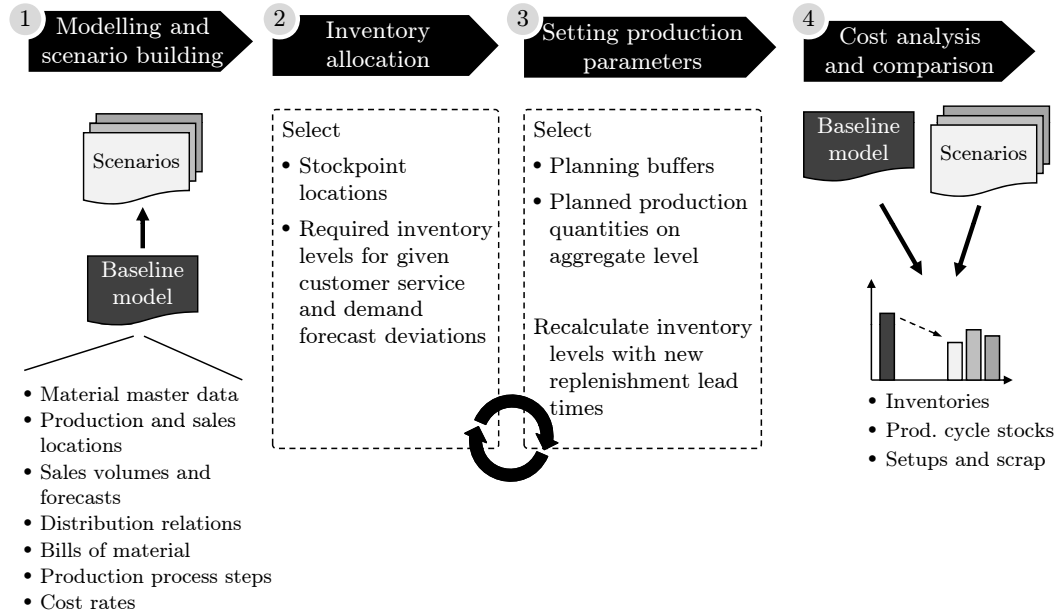 1
Modelling and
scenario building
2
Inventory
allocation
3
Setting production
parameters
4
Cost analysis
and comparison
Scenarios
Baseline
model
• Material master data
• Production and sales
locations
• Sales volumes and
forecasts
• Distribution relations
• Bills of material
• Production process steps
• Cost rates
Select
• Stockpoint
locations
• Required inventory
levels for given
customer service
and demand
forecast deviations
Select
• Planning buffers
• Planned production
quantities on
aggregate level
Recalculate inventory
levels with new
replenishment lead
times
Baseline
model
Scenarios
• Inventories
• Prod. cycle stocks
• Setups and scrap